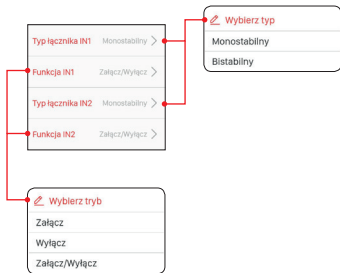 Typ łącznika IN1 Monostabilny
Funkcja IN1 Załącz/Wyłącz
Typ łącznika IN2 Monostabilny
Funkcja IN2 Załącz/Wyłącz
Wybierz typ
Monostabilny
Bistabilny
Wybierz tryb
Załącz
Wyłącz
Załącz/Wyłącz